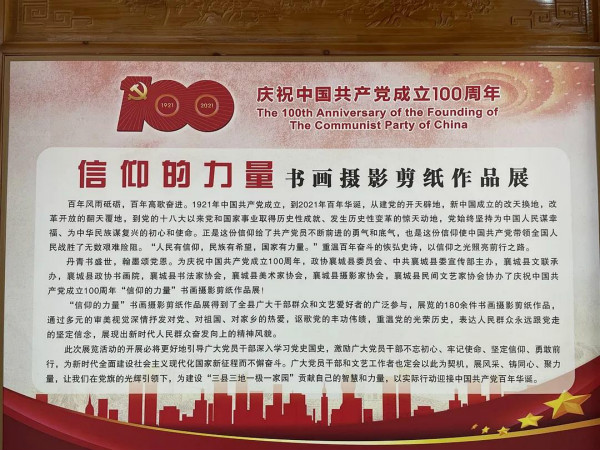 1921
2021
庆祝中国共产党成立100周年
The 100th Anniversary of the Founding of
The Communist Party of China
信仰的力量 书画摄影剪纸作品展
百年风雨砥砺，百年高歌奋进。1921年中国共产党成立，到2021年百年华诞，从建党的开天辟地，新中国成立的改天换地，改
革开放的翻天覆地，到党的十八大以来党和国家事业取得历史性成就、发生历史性变革的惊天动地，党始终坚持为中国人民谋幸
福、为中华民族谋复兴的初心和使命。正是这份信仰给了共产党员不断前进的勇气和底气，也是这份信仰使中国共产党带领全国人
民战胜了无数艰难险阻。“人民有信仰，民族有希望，国家有力量。”重温百年奋斗的恢弘史诗，以信仰之光照亮前行之路。
丹青书盛世，翰墨颂党恩。为庆祝中国共产党成立100周年，政协襄城县委员会、中共襄城县委宣传部主办，襄城县文联承
办，襄城县政协书画院，襄城县书法家协会，襄城县美术家协会，襄城县摄影家协会，襄城县民间文艺家协会协办了庆祝中国共产
党成立100周年“信仰的力量”书画摄影剪纸作品展！
“信仰的力量”书画摄影剪纸作品展得到了全县广大干部群众和文艺爱好者的广泛参与，展览的180余件书画摄影剪纸作品，
通过多元的审美视觉深情抒发对党、对祖国、对家乡的热爱，讴歌党的丰功伟绩，重温党的光荣历史，表达人民群众永远跟党走
的坚定信念，展现出新时代人民群众奋发向上的精神风貌。
此次展览活动的开展必将更好地引导广大党员干部深入学习党史国史，激励广大党员干部不忘初心、牢记使命、坚定信仰、勇敢前
行，为新时代全面建设社会主义现代化国家新征程而不懈奋斗。广大党员干部和文艺工作者也定会以此为契机，展风采、铸同心、聚力
量，让我们在党旗的光辉引领下，为建设“三县三地一极一家园”贡献自己的智慧和力量，以实际行动迎接中国共产党百年华诞。